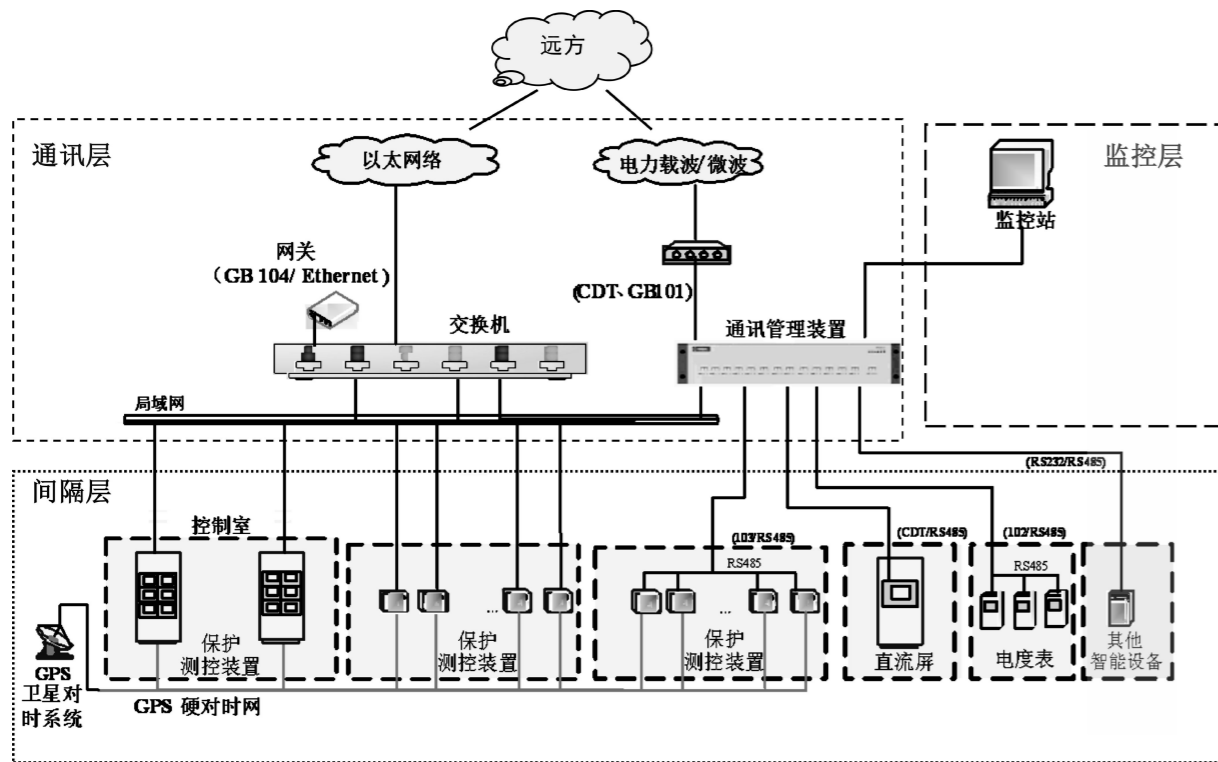 远方
通讯层
以太网络
电力载波/微波
监控层
监控站
网关
(GB 104/ Ethernet)
(CDT、GB101)
交换机
通讯管理装置
局域网
(RS232/RS485)
间隔层
控制室
(103/RS485)
(CDT/RS485)
(102/RS485)
RS485
RS485
...
...
保护
测控装置
保护
测控装置
保护
测控装置
直流屏
电度表
其他
智能设备
GPS
卫星对
时系统
GPS 硬对时网